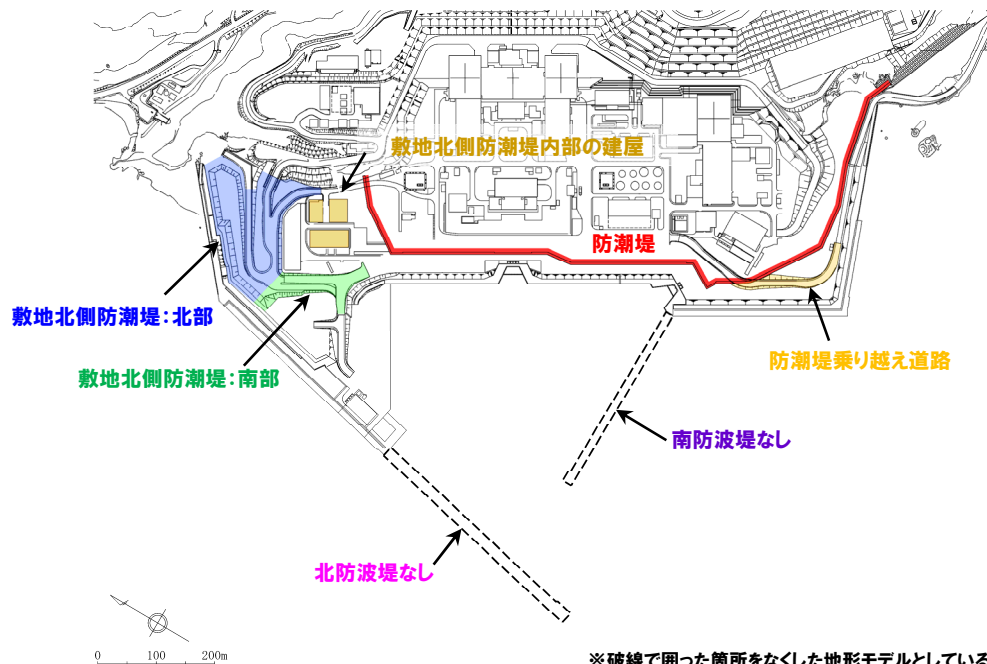 敷地北側防潮堤内部の建屋
防潮堤
敷地北側防潮堤:北部
防潮堤乗り越え道路
敷地北側防潮堤:南部
南防波堤なし
北防波堤なし
0 100 200m
※破線で囲った箇所をなくした地形モデルとしている